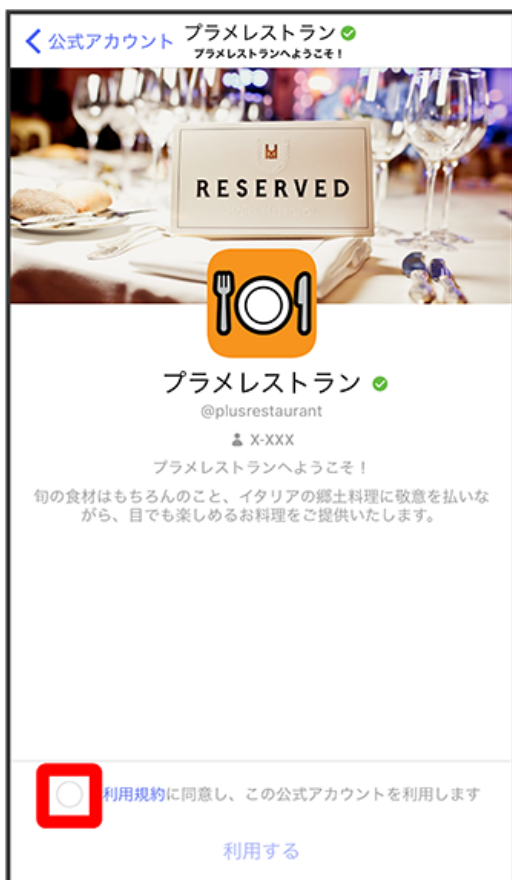 公式アカウント
プラメレストラン
プラメレストランへようこそ！
RESERVED
プラメレストラン
@plusrestaurant
X-XXX
プラメレストランへようこそ！
旬の食材はもちろんのこと、イタリアの郷土料理に敬意を払いな
がら、目でも楽しめるお料理をご提供いたします。
利用規約に同意し、この公式アカウントを利用します
利用する